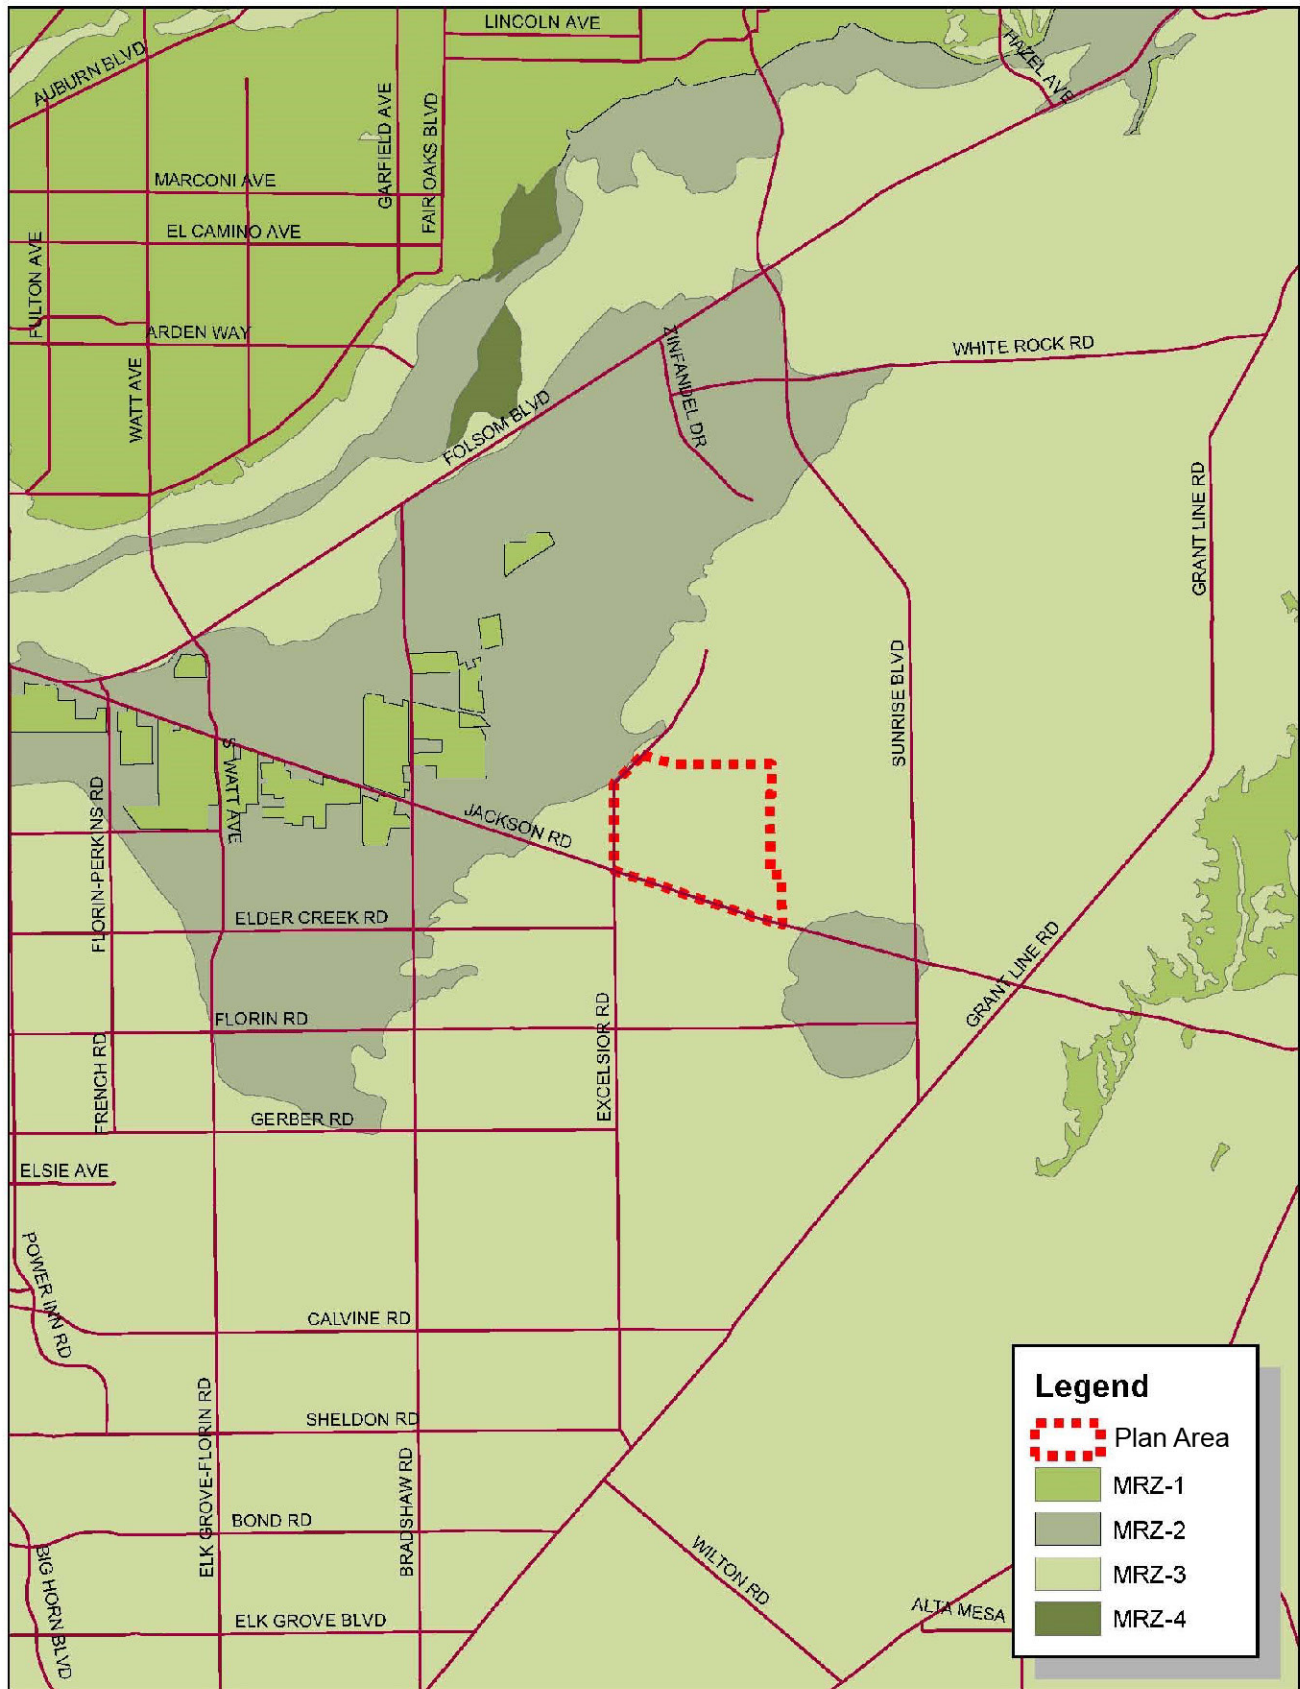 LINCOLN AVE
HAZEL AVE
AUBURN BLVD
GARFIELD AVE
FAIR OAKS BLVD
MARCONI AVE
EL CAMINO AVE
FULTON AVE
ARDEN WAY
WATT AVE
ZINFANDEL DR
WHITE ROCK RD
FOLSOM BLVD
GRANT LINE RD
SUNRISE BLVD
S WATT AVE
FLORIN-PERKINS RD
JACKSON RD
ELDER CREEK RD
GRANT LINE RD
FLORIN RD
EXCELSIOR RD
FRENCH RD
GERBER RD
ELSIE AVE
POWER INN RD
CALVINE RD
SHELDON RD
ELK GROVE-FLORIN RD
BRADSHAW RD
BOND RD
BIG HORN BLVD
WILTON RD
ELK GROVE BLVD
ALTA MESA
Legend
Plan Area
MRZ-1
MRZ-2
MRZ-3
MRZ-4